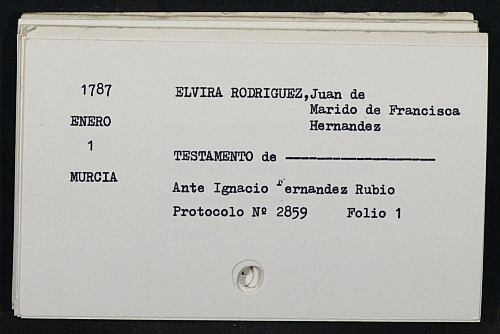 1787
ENERO
1
MURCIA
ELVIRA RODRIGUEZ,Juan de
Marido de Francisca
Hernandez
TESTAMENTO de ------------------
Ante Ignacio Fernandez Rubio
Protocolo Nº 2859 Folio 1